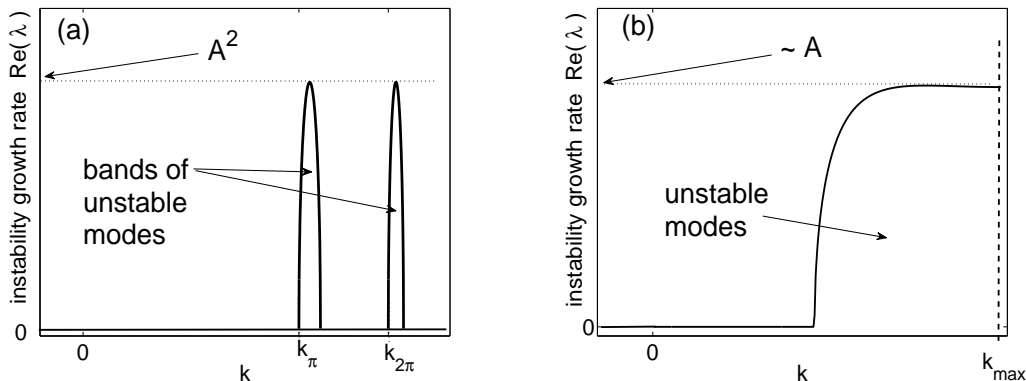 (a)
A^2
instability growth rate Re( λ )
bands of
unstable
modes
0
0
k_π
k_2π
k
(b)
~ A
instability growth rate Re( λ )
unstable
modes
0
0
k_max
k